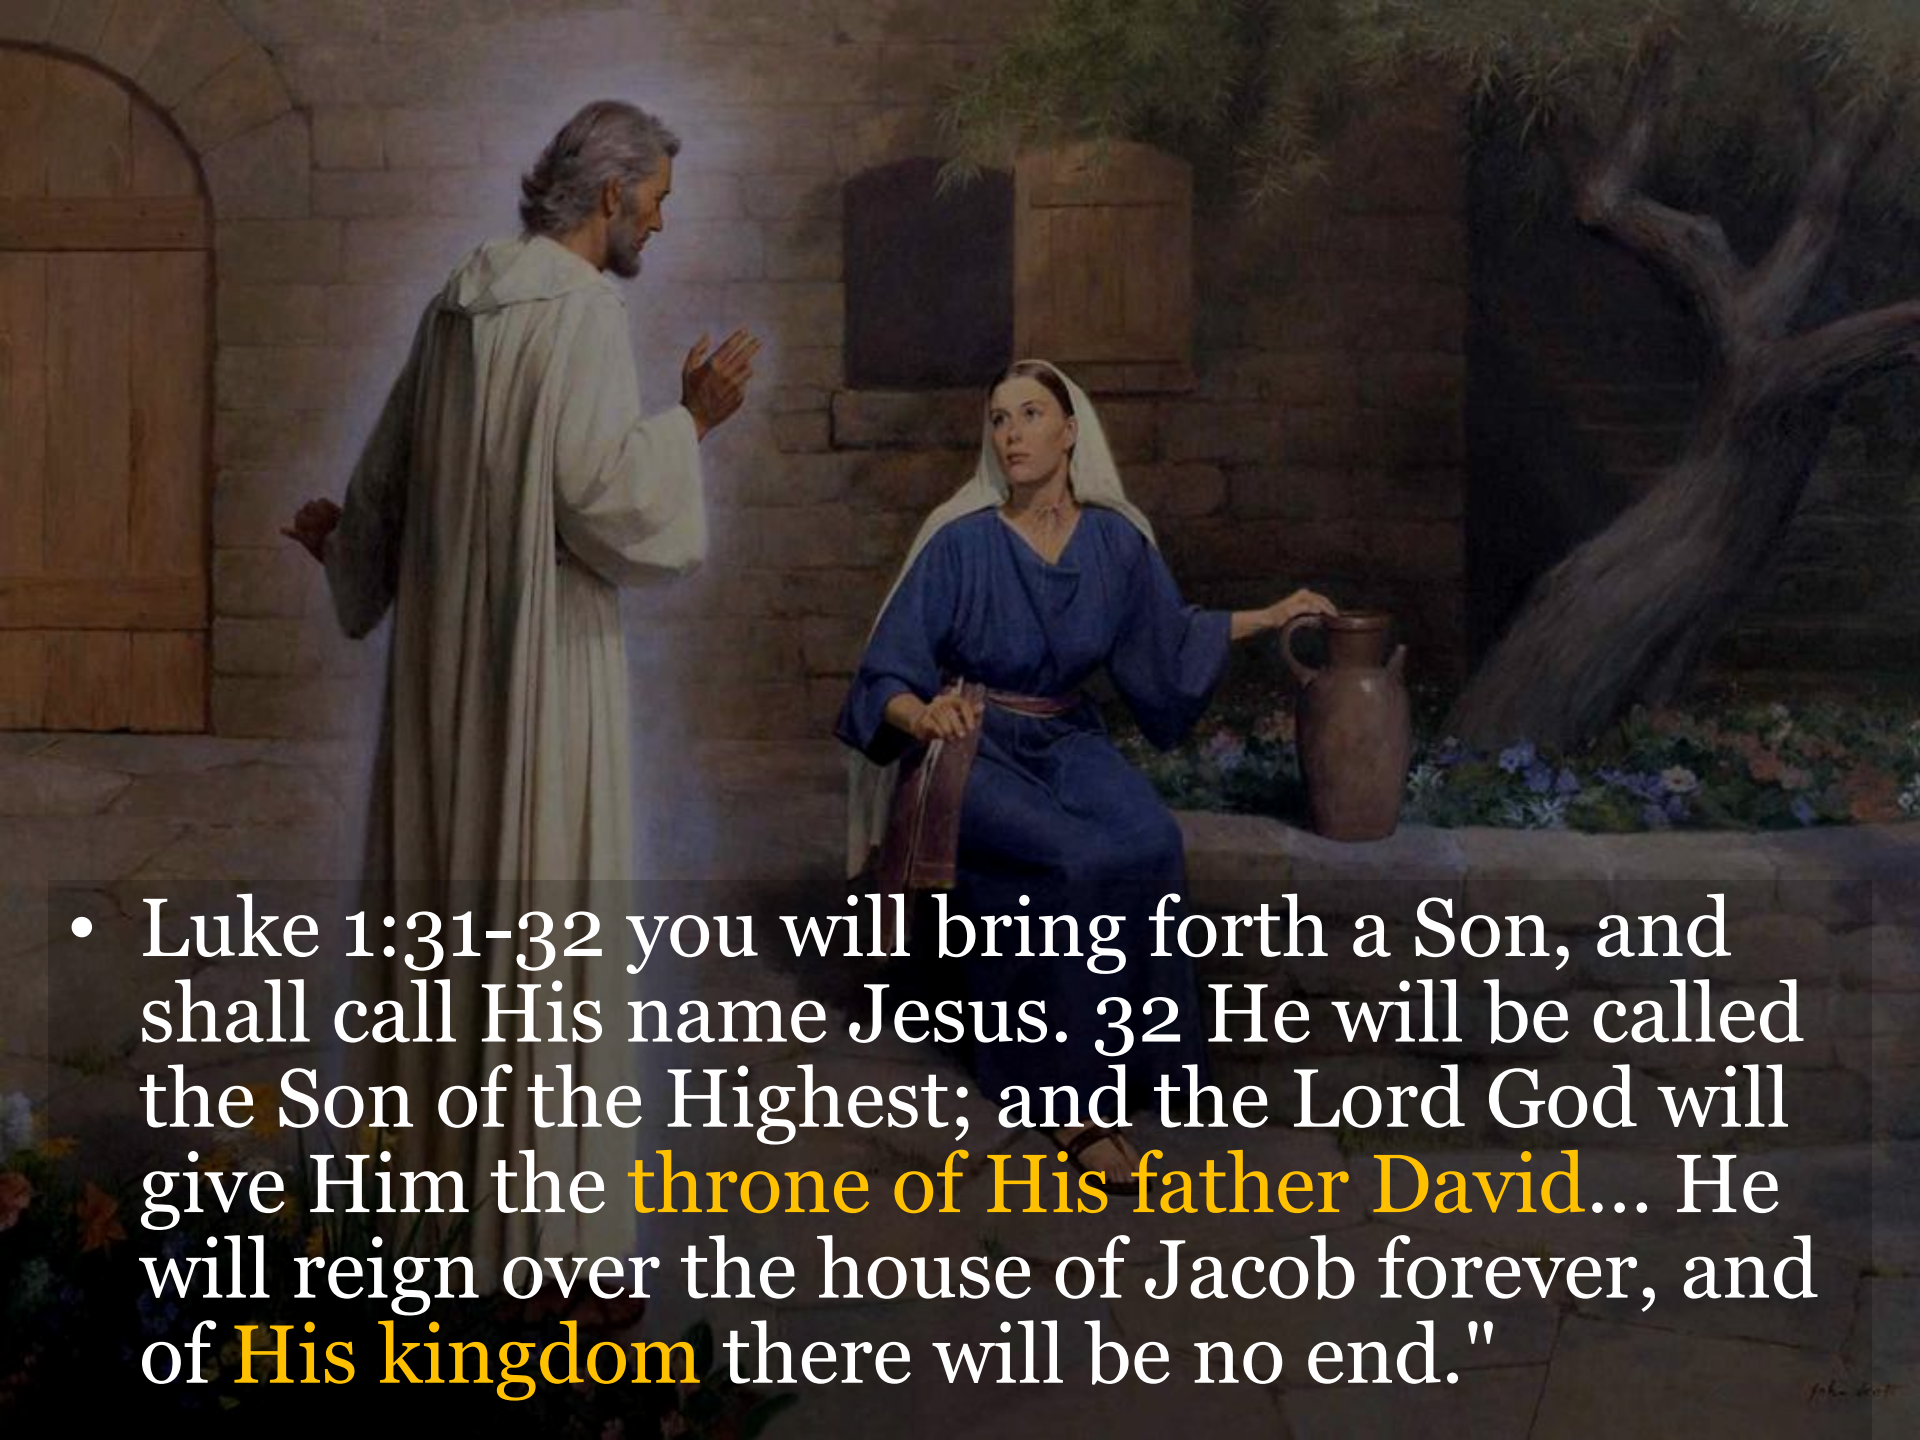 • Luke 1:31-32 you will bring forth a Son, and
shall call His name Jesus. 32 He will be called
the Son of the Highest; and the Lord God will
give Him the throne of His father David... He
will reign over the house of Jacob forever, and
of His kingdom there will be no end."